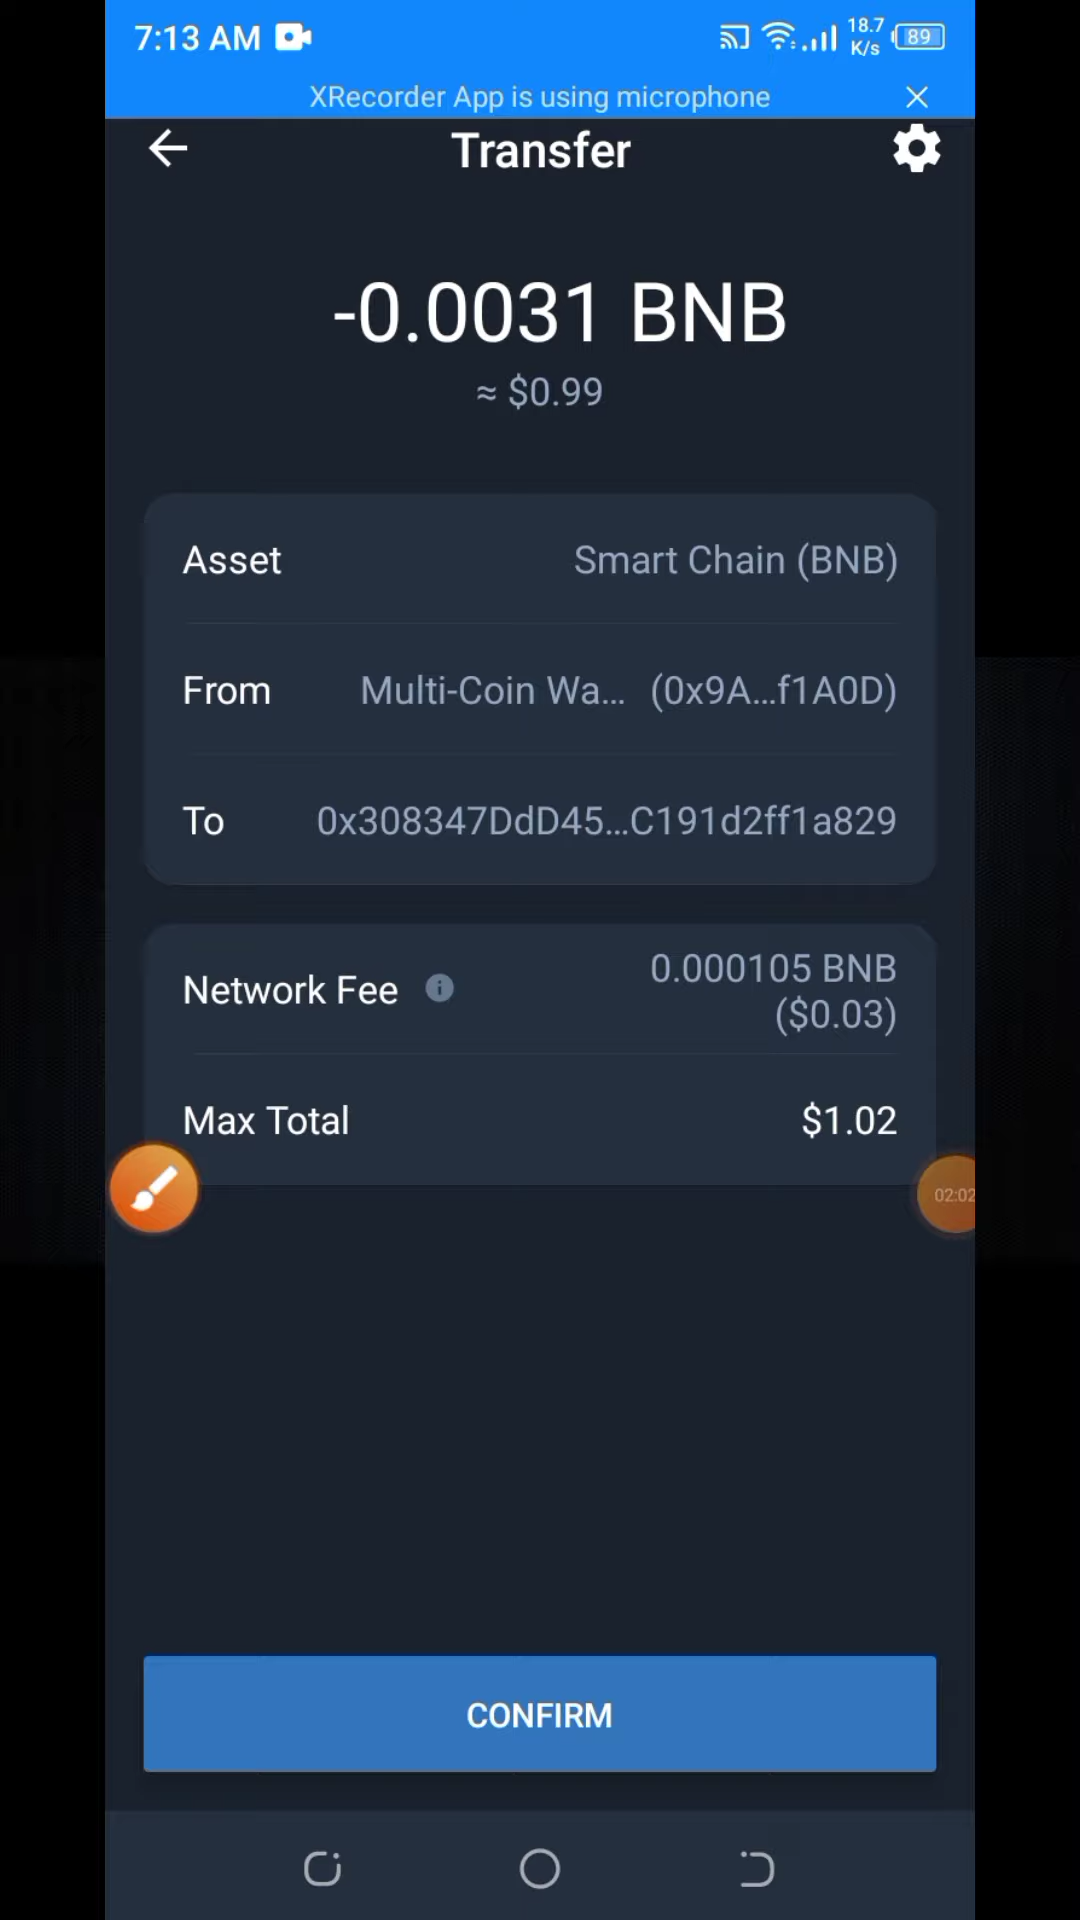 7:13 AM
18.7
K/s
89
XRecorder App is using microphone
Transfer
-0.0031 BNB
≈ $0.99
Asset Smart Chain (BNB)
From Multi-Coin Wa... (0x9A...f1A0D)
To 0x308347DdD45...C191d2ff1a829
Network Fee 0.000105 BNB
($0.03)
Max Total $1.02
02:02
CONFIRM